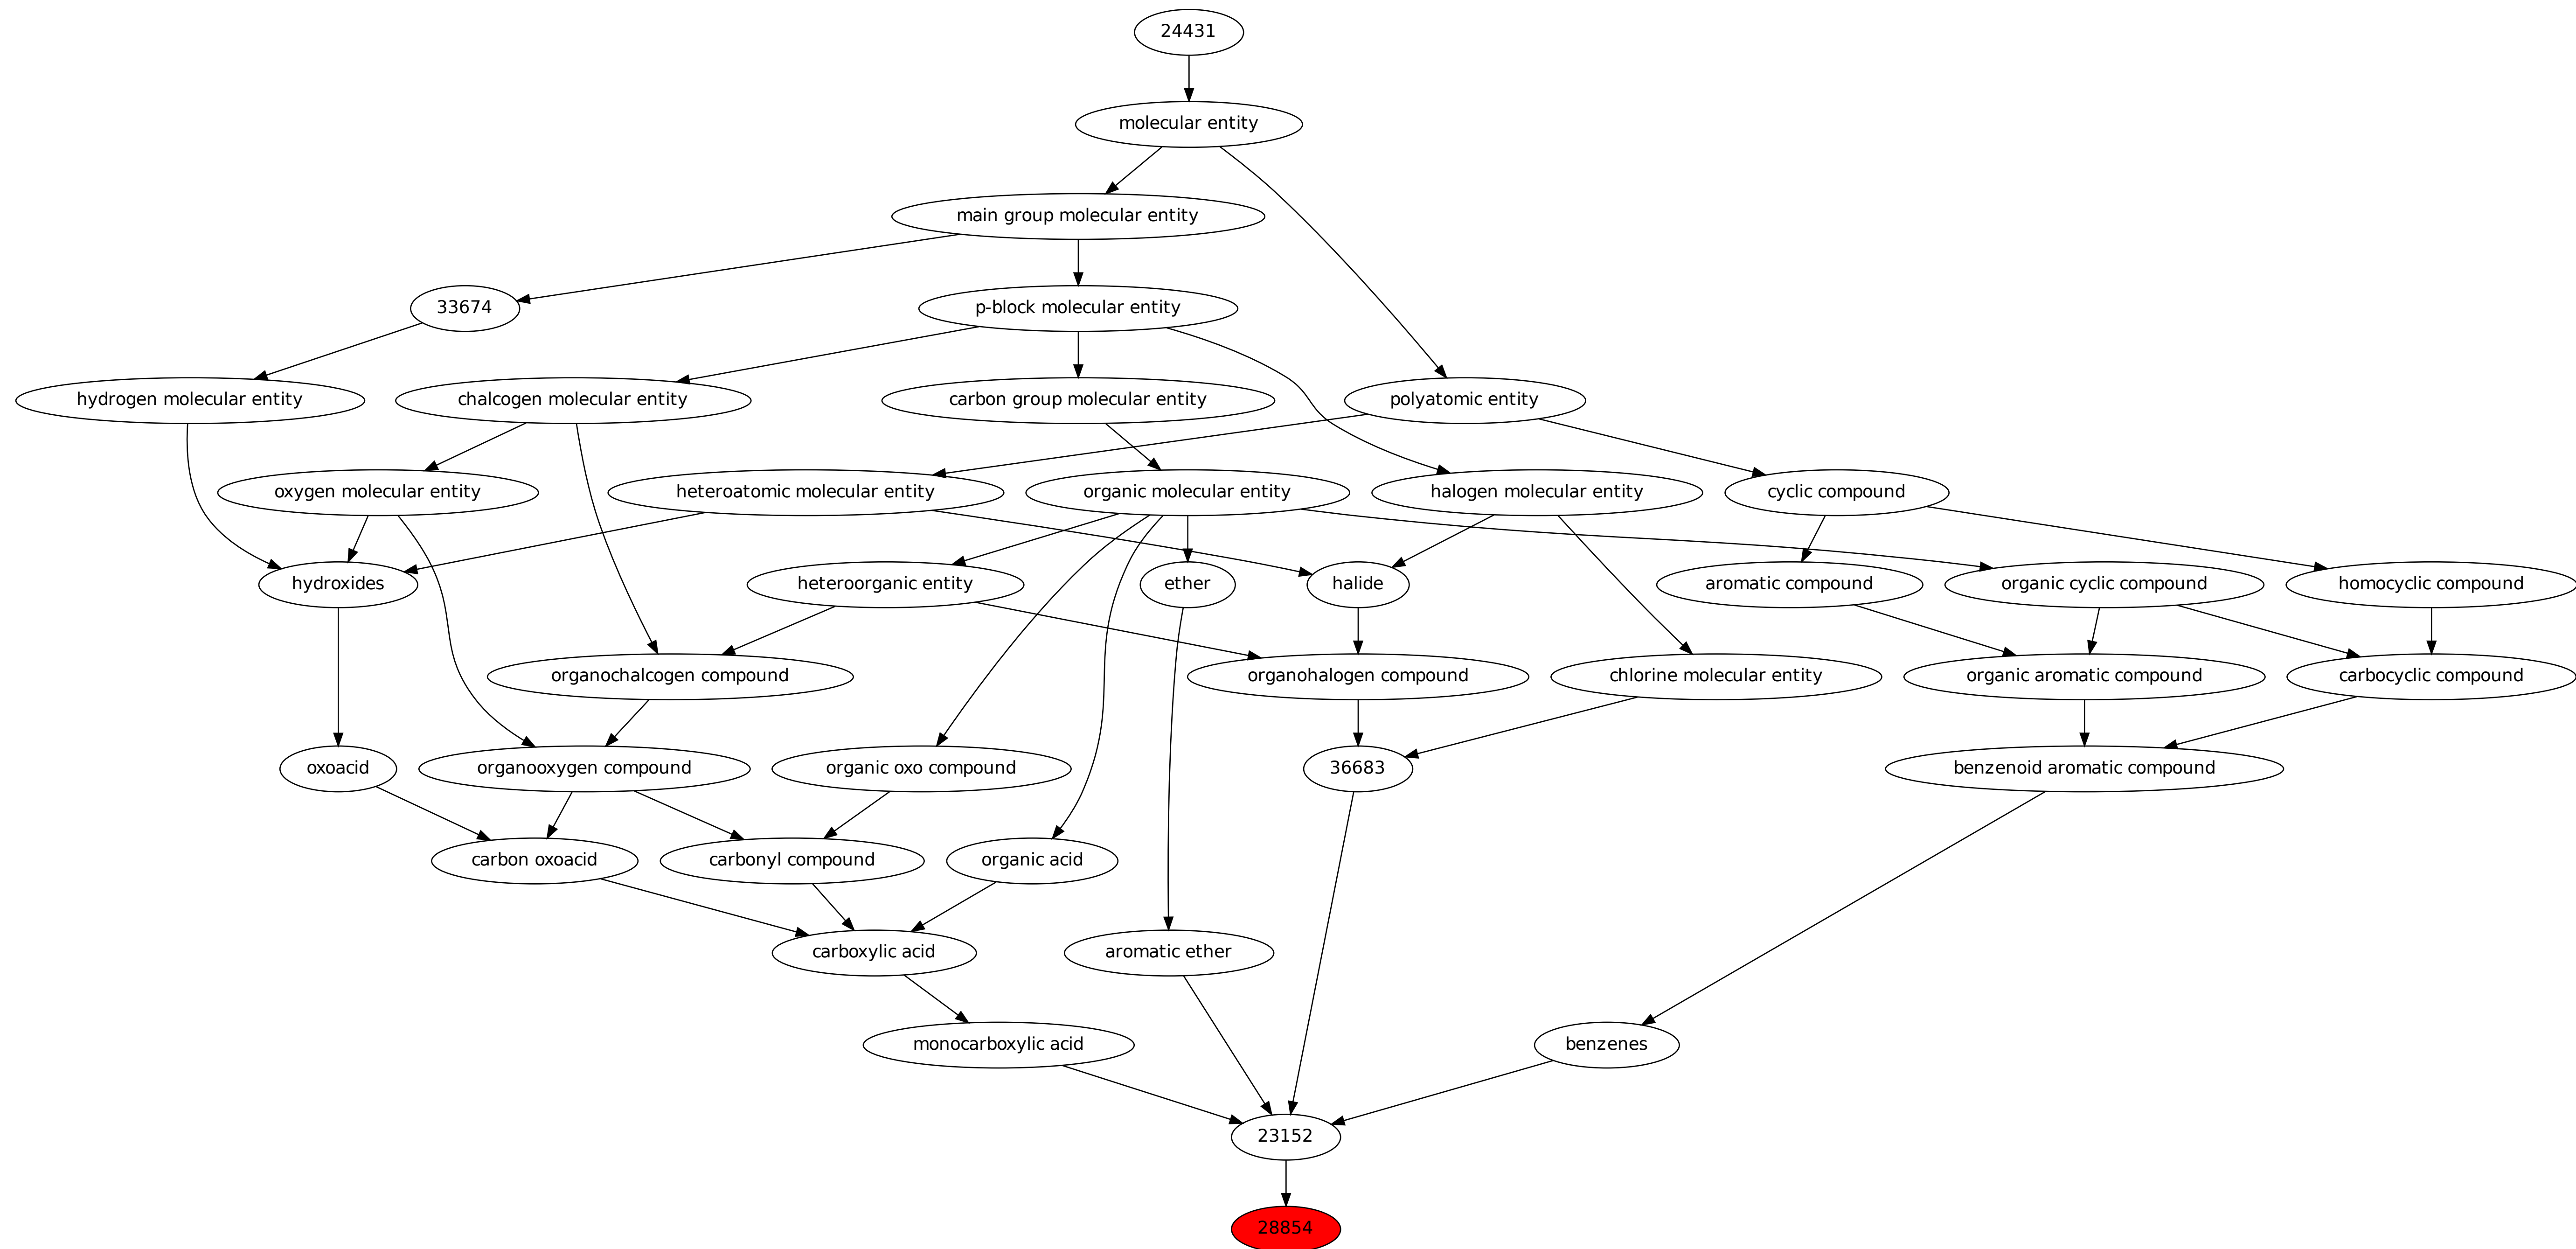 24431
molecular entity
main group molecular entity
33674
p-block molecular entity
hydrogen molecular entity
chalcogen molecular entity
carbon group molecular entity
polyatomic entity
oxygen molecular entity
heteroatomic molecular entity
organic molecular entity
halogen molecular entity
cyclic compound
hydroxides
heteroorganic entity
ether
halide
aromatic compound
organic cyclic compound
homocyclic compound
organochalcogen compound
organohalogen compound
chlorine molecular entity
organic aromatic compound
carbocyclic compound
oxoacid
organooxygen compound
organic oxo compound
36683
benzenoid aromatic compound
carbon oxoacid
carbonyl compound
organic acid
carboxylic acid
aromatic ether
monocarboxylic acid
benzenes
23152
28854